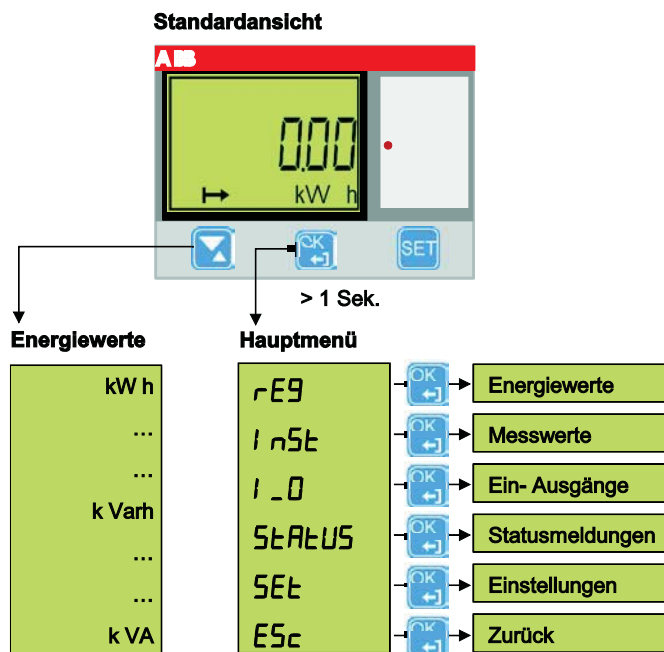 Standardansicht
ABB
0.00
kW h
OK
SET
> 1 Sek.
Energiewerte
kW h
...
...
k Varh
...
...
k VA
Hauptmenü
rEg OK Energiewerte
InSt OK Messwerte
I_O OK Ein- Ausgänge
StAtUS OK Statusmeldungen
SEt OK Einstellungen
ESc OK Zurück